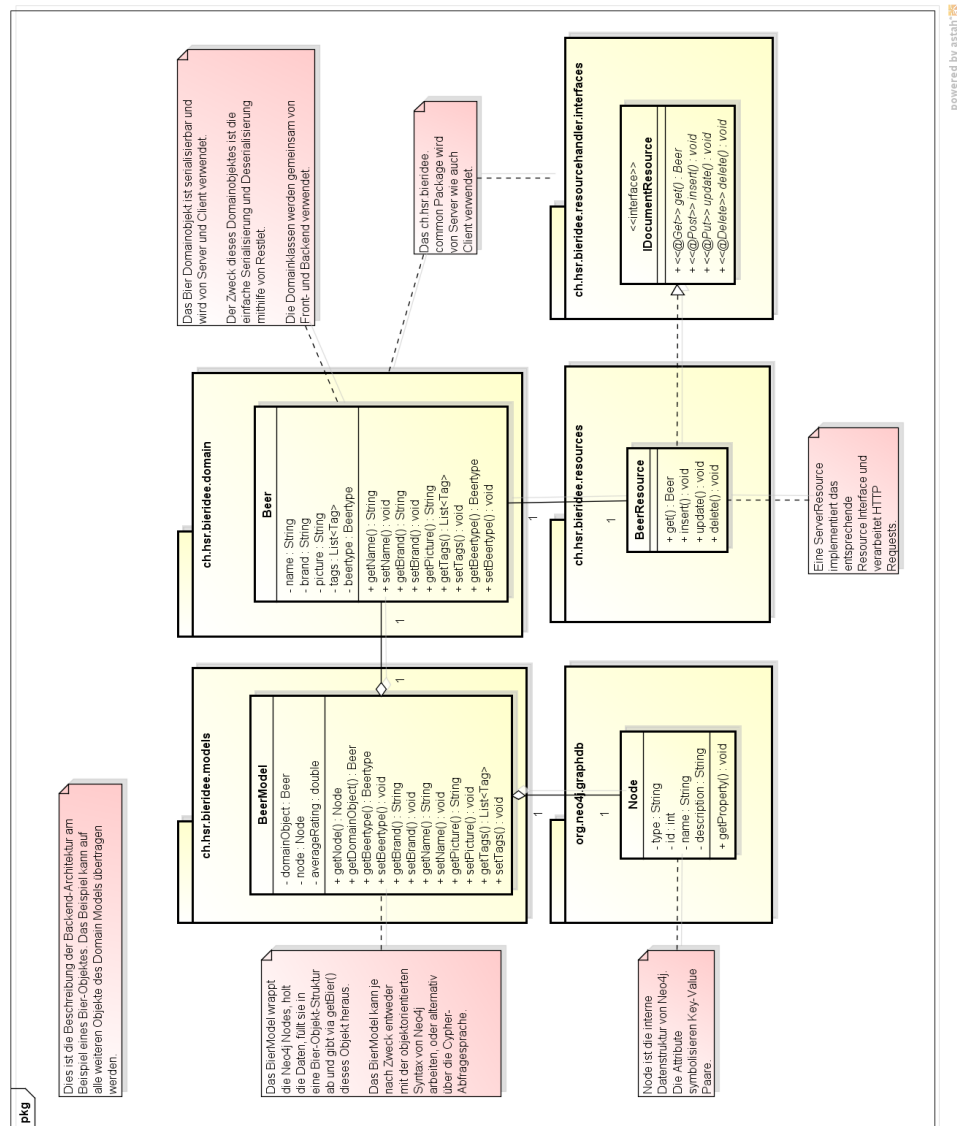 pkg
Dies ist die Beschreibung der Backend-Architektur am
Beispiel eines Bier-Objektes. Das Beispiel kann auf
alle weiteren Objekte des Domain Models übertragen
werden.
Das BierModel wrappt
die Neo4j Nodes, holt
die Daten, füllt sie in
eine Bier-Objekt-Struktur
ab und gibt via getBier()
dieses Objekt heraus.
Das BierModel kann je
nach Zweck entweder
mit der objektorientierten
Syntax von Neo4j
arbeiten, oder alternativ
über die Cypher-
Abfragesprache.
ch.hsr.bieridee.models
BeerModel
- domainObject : Beer
- node : Node
- averageRating : double
+ getNode() : Node
+ getDomainObject() : Beer
+ getBeertype() : Beertype
+ setBeertype() : void
+ getBrand() : String
+ setBrand() : void
+ getName() : String
+ setName() : void
+ getPicture() : String
+ setPicture() : void
+ getTags() : List<Tag>
+ setTags() : void
1
1
ch.hsr.bieridee.domain
Beer
- name : String
- brand : String
- picture : String
- tags : List<Tag>
- beertype : Beertype
+ getName() : String
+ setName() : void
+ getBrand() : String
+ setBrand() : void
+ getPicture() : String
+ getTags() : List<Tag>
+ setTags() : void
+ getBeertype() : Beertype
+ setBeertype() : void
Das Bier Domainobjekt ist serialisierbar und
wird von Server und Client verwendet.
Der Zweck dieses Domainobjektes ist die
einfache Serialisierung und Deserialisierung
mithilfe von Restlet.
Die Domainklassen werden gemeinsam von
Front- und Backend verwendet.
Das ch.hsr.bieridee.
common Package wird
von Server wie auch
Client verwendet.
1
1
1
1
Node ist die interne
Datenstruktur von Neo4j.
Die Attribute
symbolisieren Key-Value
Paare.
org.neo4j.graphdb
Node
- type : String
- id : int
- name : String
- description : String
+ getProperty() : void
ch.hsr.bieridee.resources
BeerResource
+ get() : Beer
+ insert() : void
+ update() : void
+ delete() : void
Eine ServerResource
implementiert das
entsprechende
Resource Interface und
verarbeitet HTTP
Requests.
ch.hsr.bieridee.resourcehandler.interfaces
<<interface>>
IDocumentResource
+ <<@Get>> get() : Beer
+ <<@Post>> insert() : void
+ <<@Put>> update() : void
+ <<@Delete>> delete() : void
powered by astah*